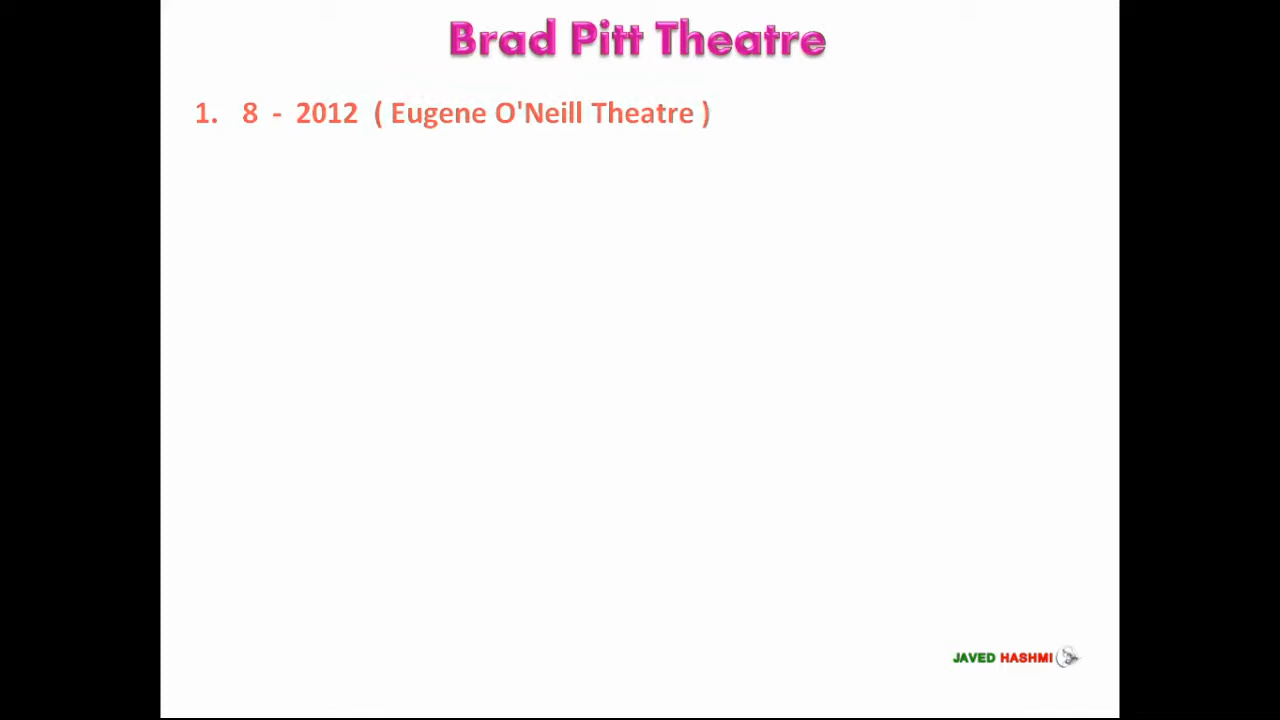 Brad Pitt Theatre
1. 8 - 2012 ( Eugene O'Neill Theatre )
JAVED HASHMI